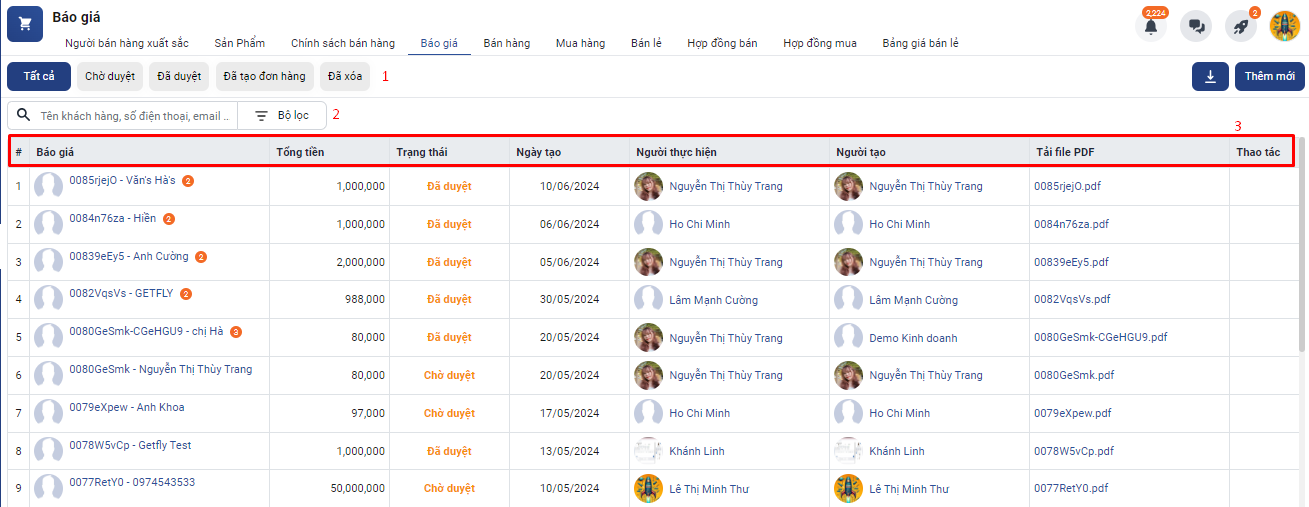 Báo giá
2,224
2
Người bán hàng xuất sắc Sản Phẩm Chính sách bán hàng Báo giá Bán hàng Mua hàng Bán lẻ Hợp đồng bán Hợp đồng mua Bảng giá bán lẻ
Tất cả Chờ duyệt Đã duyệt Đã tạo đơn hàng Đã xóa 1 Thêm mới
Tên khách hàng, số điện thoại, email .. Bộ lọc 2
3
# Báo giá Tổng tiền Trạng thái Ngày tạo Người thực hiện Người tạo Tải file PDF Thao tác
1 0085rjejO - Văn's Hà's 2 1,000,000 Đã duyệt 10/06/2024 Nguyễn Thị Thùy Trang Nguyễn Thị Thùy Trang 0085rjejO.pdf
2 0084n76za - Hiền 2 1,000,000 Đã duyệt 06/06/2024 Ho Chi Minh Ho Chi Minh 0084n76za.pdf
3 00839eEy5 - Anh Cường 2 2,000,000 Đã duyệt 05/06/2024 Nguyễn Thị Thùy Trang Nguyễn Thị Thùy Trang 00839eEy5.pdf
4 0082VqsVs - GETFLY 2 988,000 Đã duyệt 30/05/2024 Lâm Mạnh Cường Lâm Mạnh Cường 0082VqsVs.pdf
5 0080GeSmk-CGeHGU9 - chị Hà 3 80,000 Đã duyệt 20/05/2024 Nguyễn Thị Thùy Trang Demo Kinh doanh 0080GeSmk-CGeHGU9.pdf
6 0080GeSmk - Nguyễn Thị Thùy Trang 80,000 Chờ duyệt 20/05/2024 Nguyễn Thị Thùy Trang Nguyễn Thị Thùy Trang 0080GeSmk.pdf
7 0079eXpew - Anh Khoa 97,000 Chờ duyệt 17/05/2024 Ho Chi Minh Ho Chi Minh 0079eXpew.pdf
8 0078W5vCp - Getfly Test 1,000,000 Đã duyệt 13/05/2024 Khánh Linh Khánh Linh 0078W5vCp.pdf
9 0077RetY0 - 0974543533 50,000,000 Chờ duyệt 10/05/2024 Lê Thị Minh Thư Lê Thị Minh Thư 0077RetY0.pdf